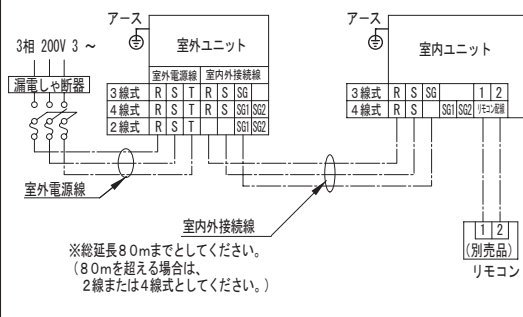 アース
室外ユニット
アース
室内ユニット
3相 200V 3 ~
漏電しゃ断器
室外電源線 室内外接続線
3線式 R S T R S SG
4線式 R S T R S SG1 SG2
2線式 R S T SG1 SG2
3線式 R S SG 1 2
4線式 R S SG1 SG2 リモコン配線
室外電源線
室内外接続線
※総延長80mまでとしてください。
(80mを超える場合は、
2線または4線式としてください。)
1 2
(別売品)
リモコン